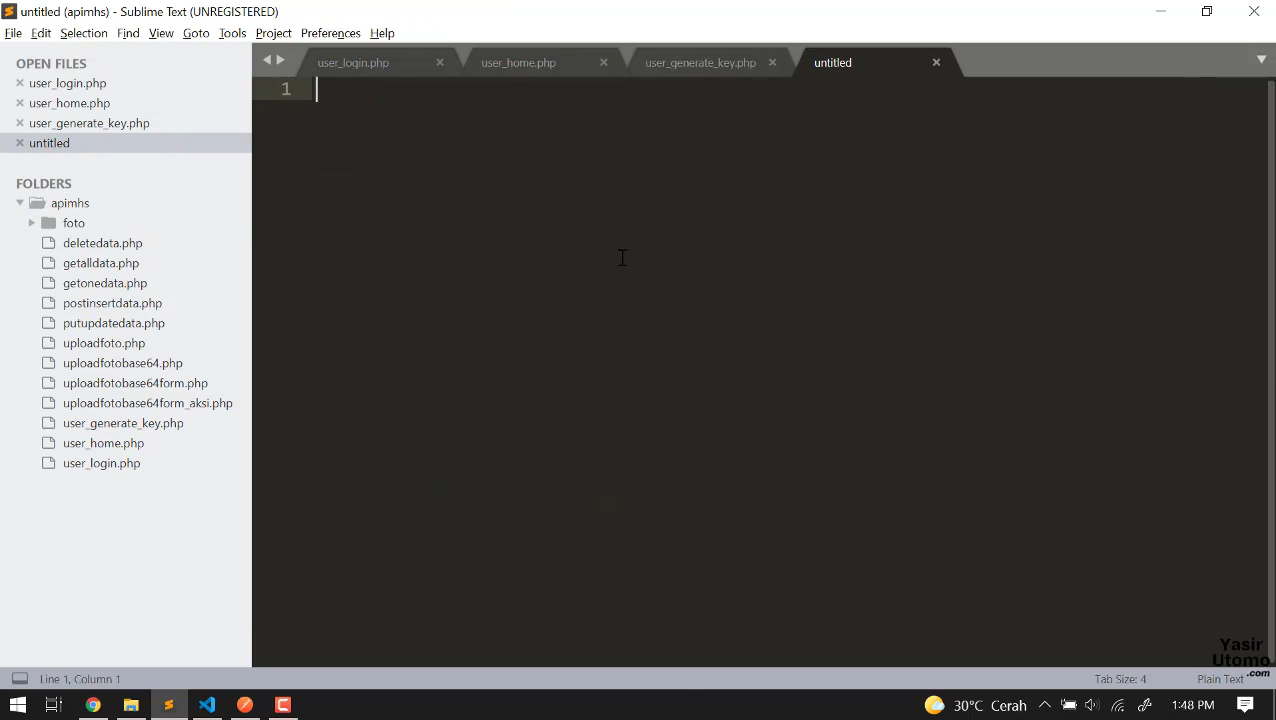 untitled (apimhs) - Sublime Text (UNREGISTERED)
File Edit Selection Find View Goto Tools Project Preferences Help
OPEN FILES
user_login.php
user_home.php
user_generate_key.php
untitled
FOLDERS
apimhs
foto
deletedata.php
getalldata.php
getonedata.php
postinsertdata.php
putupdatedata.php
uploadfoto.php
uploadfotobase64.php
uploadfotobase64form.php
uploadfotobase64form_aksi.php
user_generate_key.php
user_home.php
user_login.php
user_login.php user_home.php user_generate_key.php untitled
1
Yasir
Utomo
.com
Line 1, Column 1 Tab Size: 4 Plain Text
30°C Cerah 1:48 PM